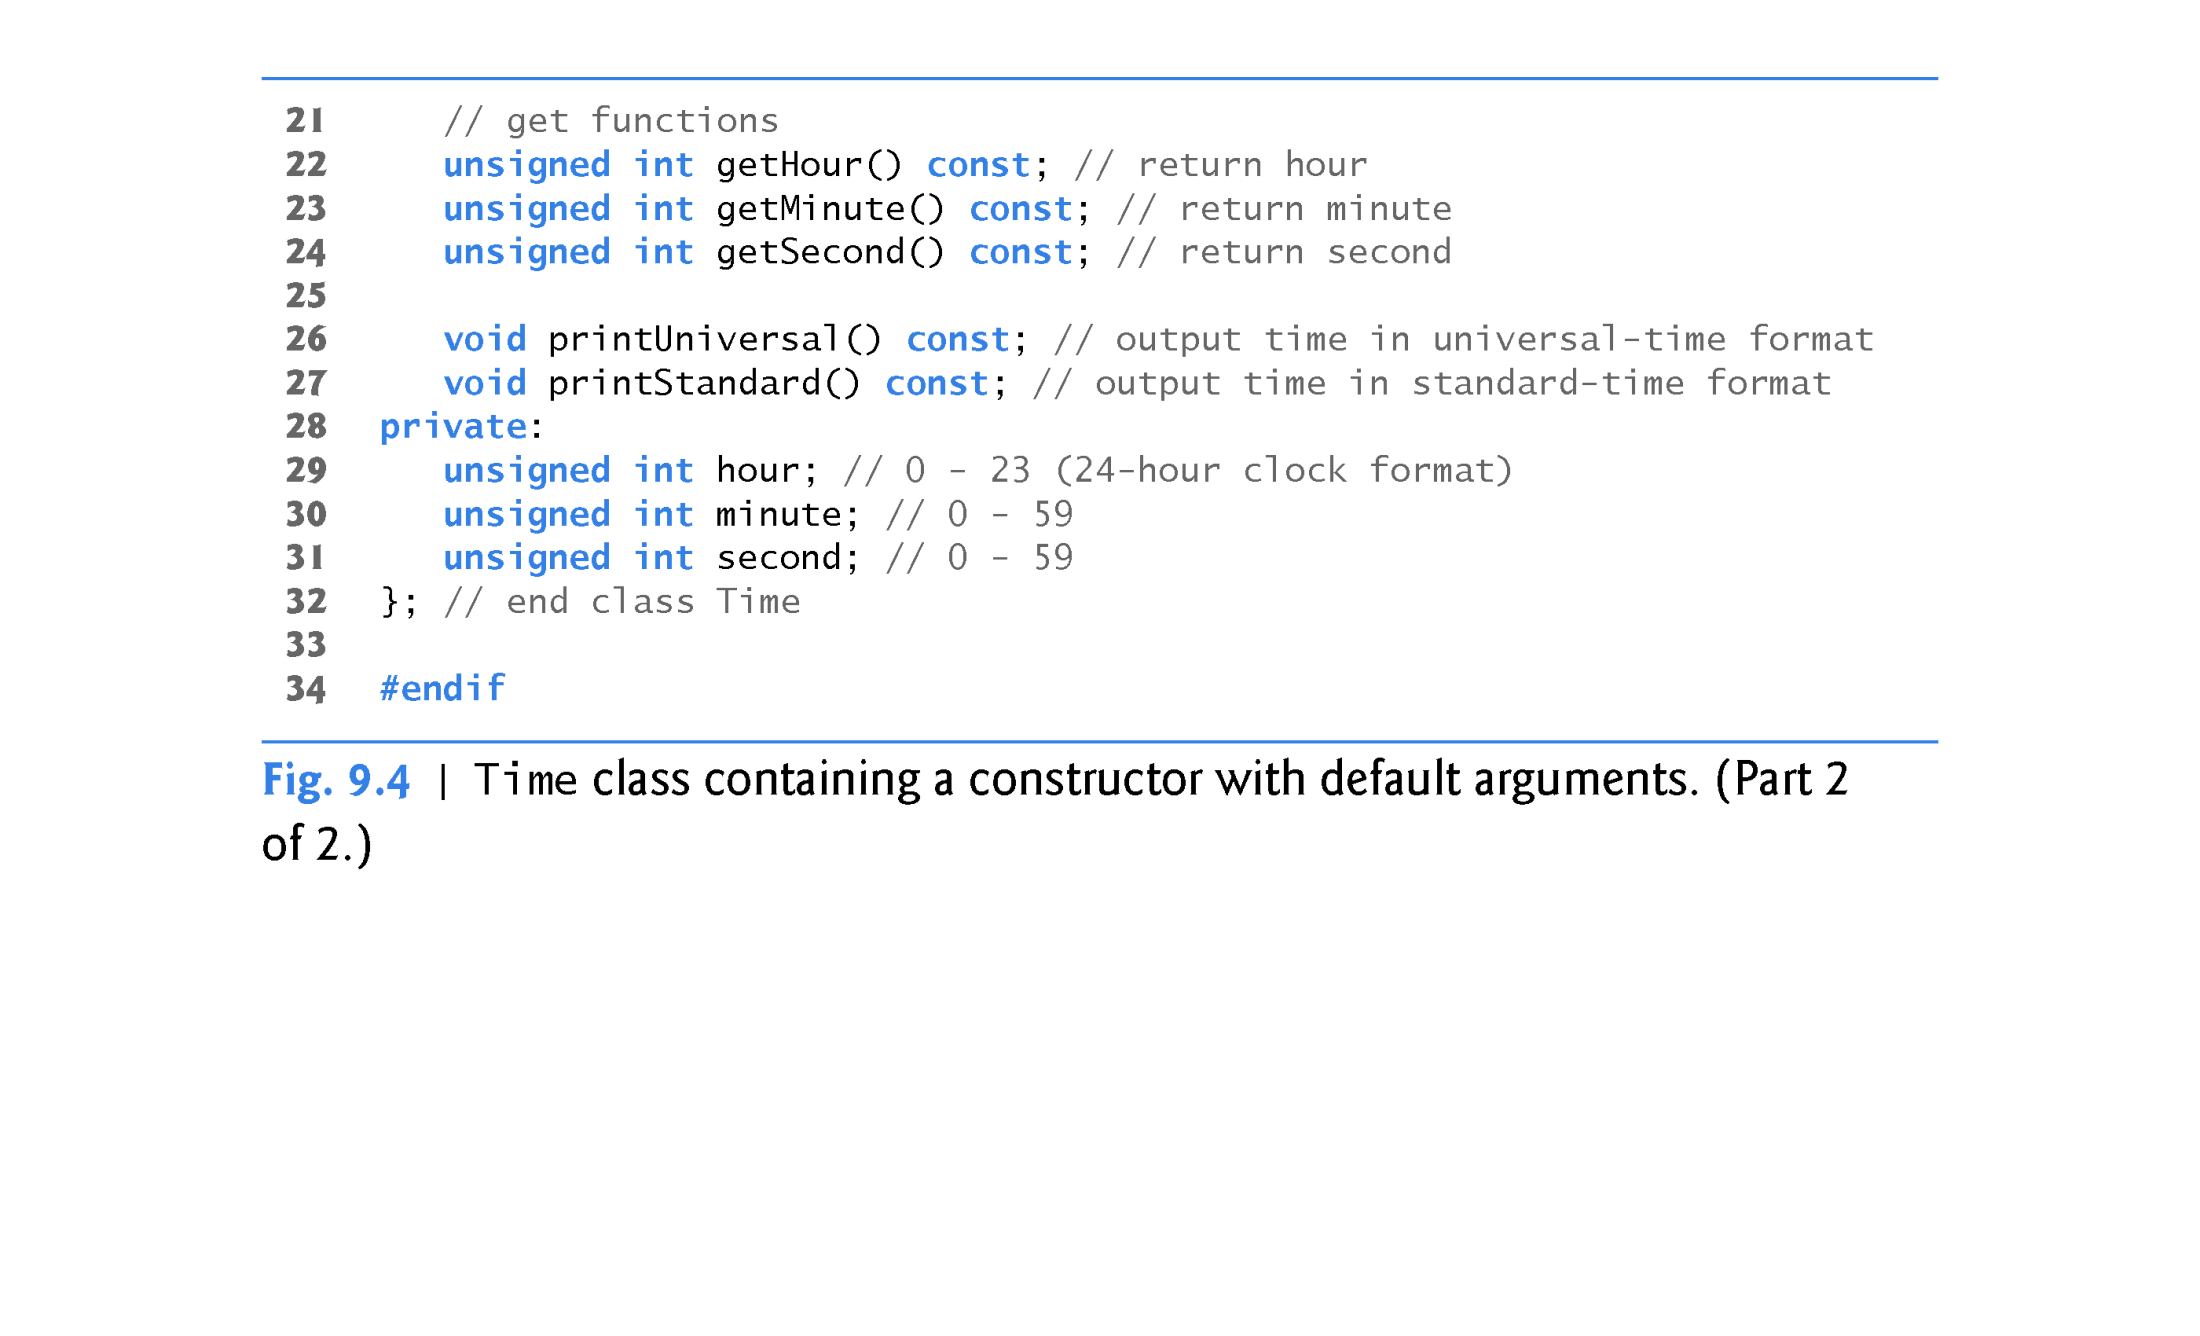 21 // get functions
22 unsigned int getHour() const; // return hour
23 unsigned int getMinute() const; // return minute
24 unsigned int getSecond() const; // return second
25
26 void printUniversal() const; // output time in universal-time format
27 void printStandard() const; // output time in standard-time format
28 private:
29 unsigned int hour; // 0 - 23 (24-hour clock format)
30 unsigned int minute; // 0 - 59
31 unsigned int second; // 0 - 59
32 }; // end class Time
33
34 #endif
Fig. 9.4 | Time class containing a constructor with default arguments. (Part 2
of 2.)